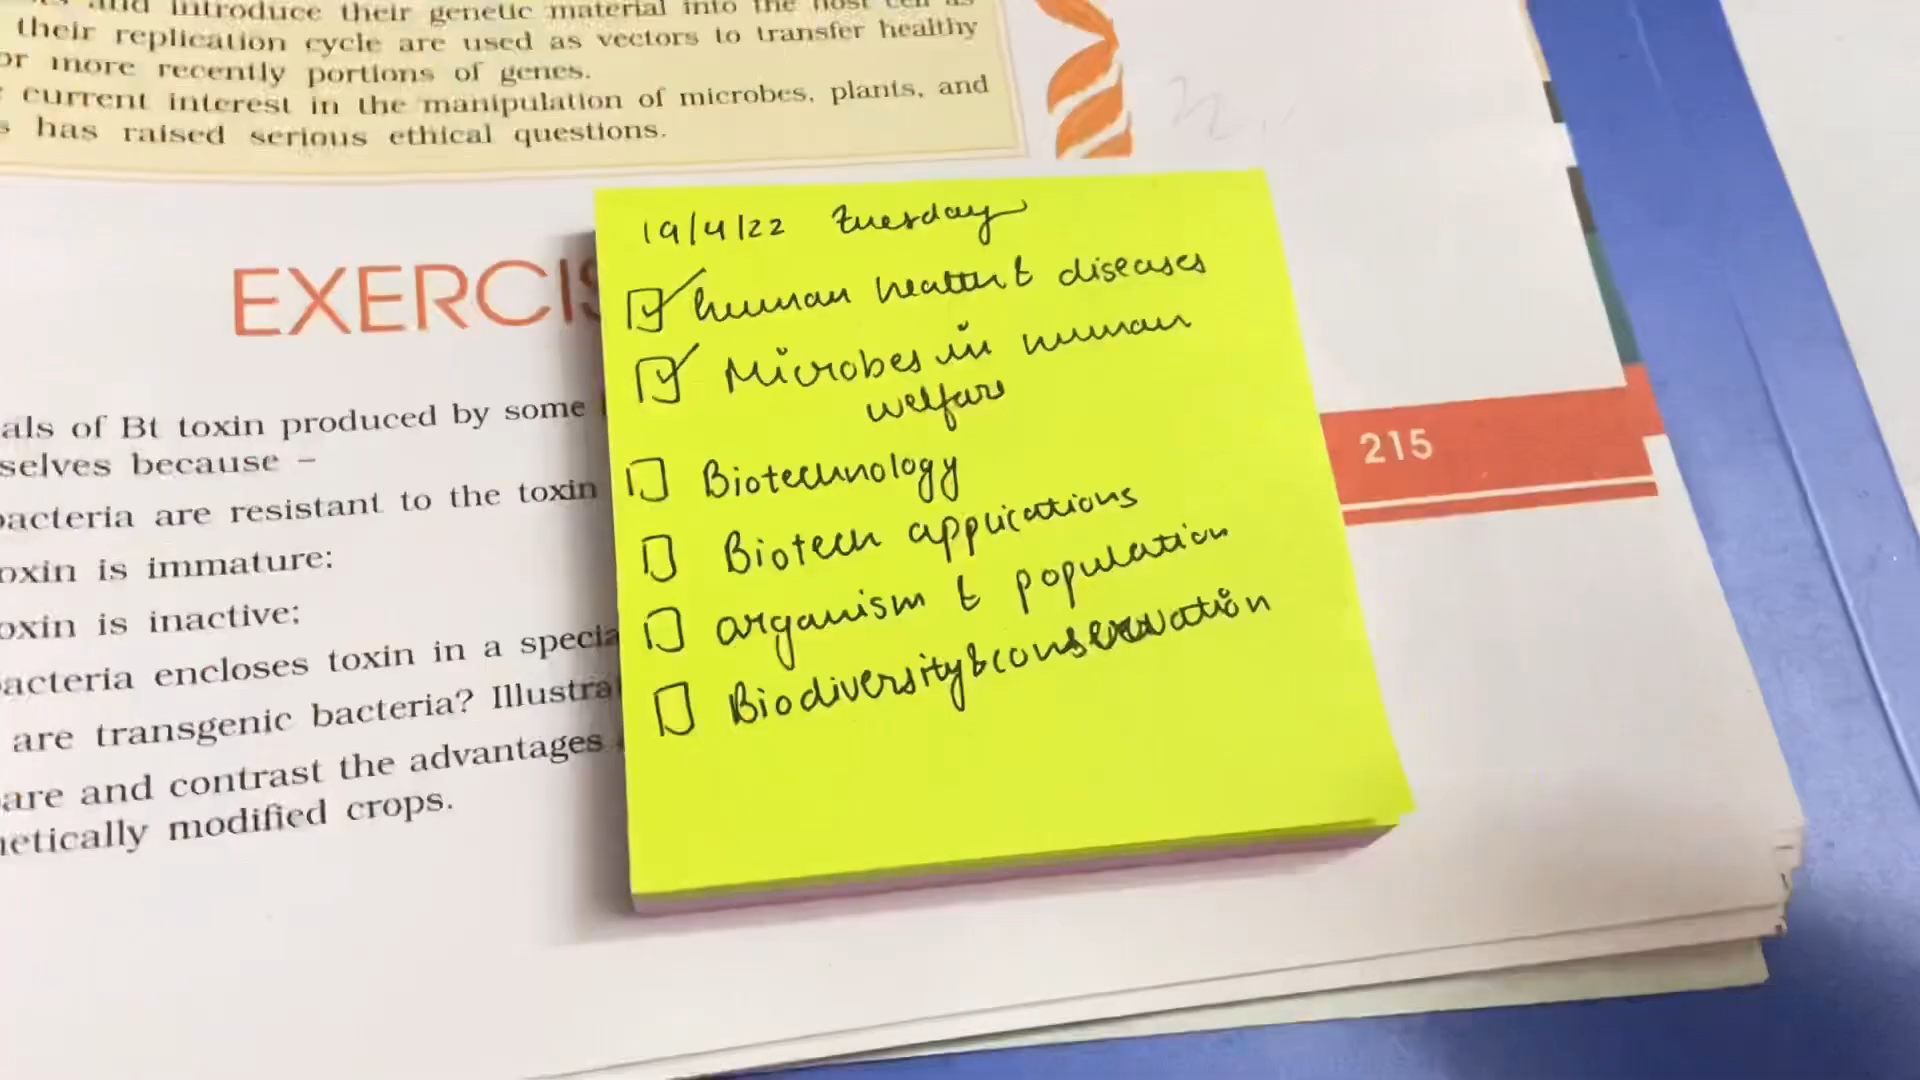 and introduce their genetic material into the host cell as
their replication cycle are used as vectors to transfer healthy
or more recently portions of genes.
current interest in the manipulation of microbes, plants, and
has raised serious ethical questions.
EXERCIS
als of Bt toxin produced by some
selves because –
bacteria are resistant to the toxin
oxin is immature;
oxin is inactive;
acteria encloses toxin in a specia
are transgenic bacteria? Illustra
are and contrast the advantages
netically modified crops.
19/4/22 Tuesday
human health & diseases
Microbes in human
welfare
Biotechnology
Biotech applications
organism & population
Biodiversity & conservation
215